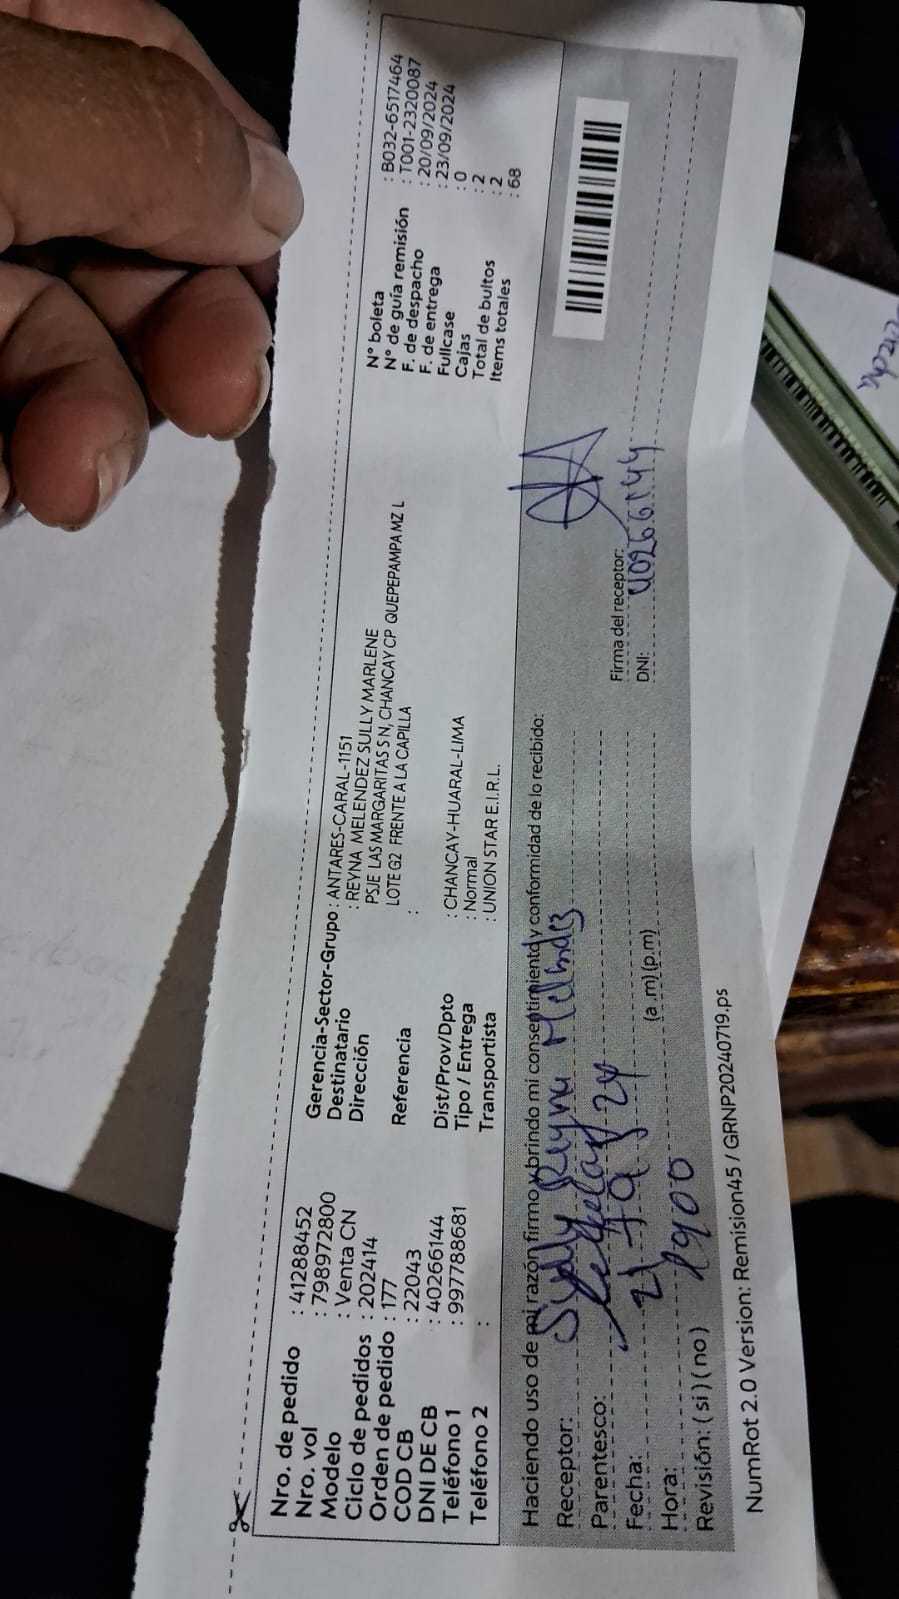 Nro. de pedido : 41288452
Nro. vol : 798972800
Modelo : Venta CN
Ciclo de pedidos : 202414
Orden de pedido : 177
COD CB : 22043
DNI DE CB : 40266144
Teléfono 1 : 997788681
Teléfono 2 :
Gerencia-Sector-Grupo : ANTARES-CARAL-1151
Destinatario : REYNA MELENDEZ SULLY MARLENE
Dirección PSJE LAS MARGARITAS S N, CHANCAY CP QUEPEPAMPA MZ L
LOTE G2 FRENTE A LA CAPILLA
Referencia :
Dist/Prov/Dpto : CHANCAY-HUARAL-LIMA
Tipo / Entrega : Normal
Transportista : UNION STAR E.I.R.L.
N° boleta : B032-6517464
N° de guía remisión : T001-2320087
F. de despacho : 20/09/2024
F. de entrega : 23/09/2024
Fullcase : 0
Cajas : 2
Total de bultos : 2
Items totales : 68
Haciendo uso de mi razón firmo y brindo mi consentimiento y conformidad de lo recibido:
Receptor: Sully Reyna Melendez
Parentesco:
Fecha: 21 24
Hora: 1900 (a .m) (p.m)
Revisión: ( si ) ( no )
Firma del receptor:
DNI: 40266144
NumRot 2.0 Version: Remision45 / GRNP20240719.ps